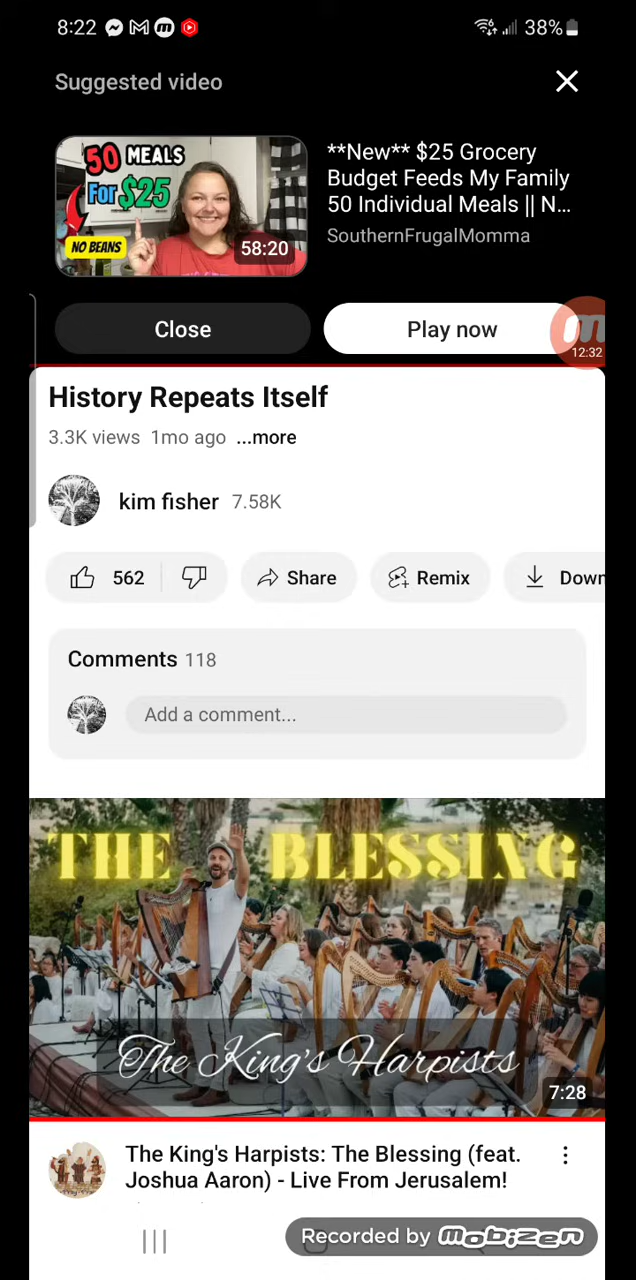 8:22
38%
Suggested video
50 MEALS
For $25
NO BEANS
58:20
**New** $25 Grocery
Budget Feeds My Family
50 Individual Meals || N...
SouthernFrugalMomma
Close
Play now
m
12:32
History Repeats Itself
3.3K views 1mo ago ...more
kim fisher 7.58K
562
Share
Remix
Down
Comments 118
Add a comment...
THE BLESSING
The King's Harpists
7:28
The King's Harpists: The Blessing (feat.
Joshua Aaron) - Live From Jerusalem!
Recorded by mobizen